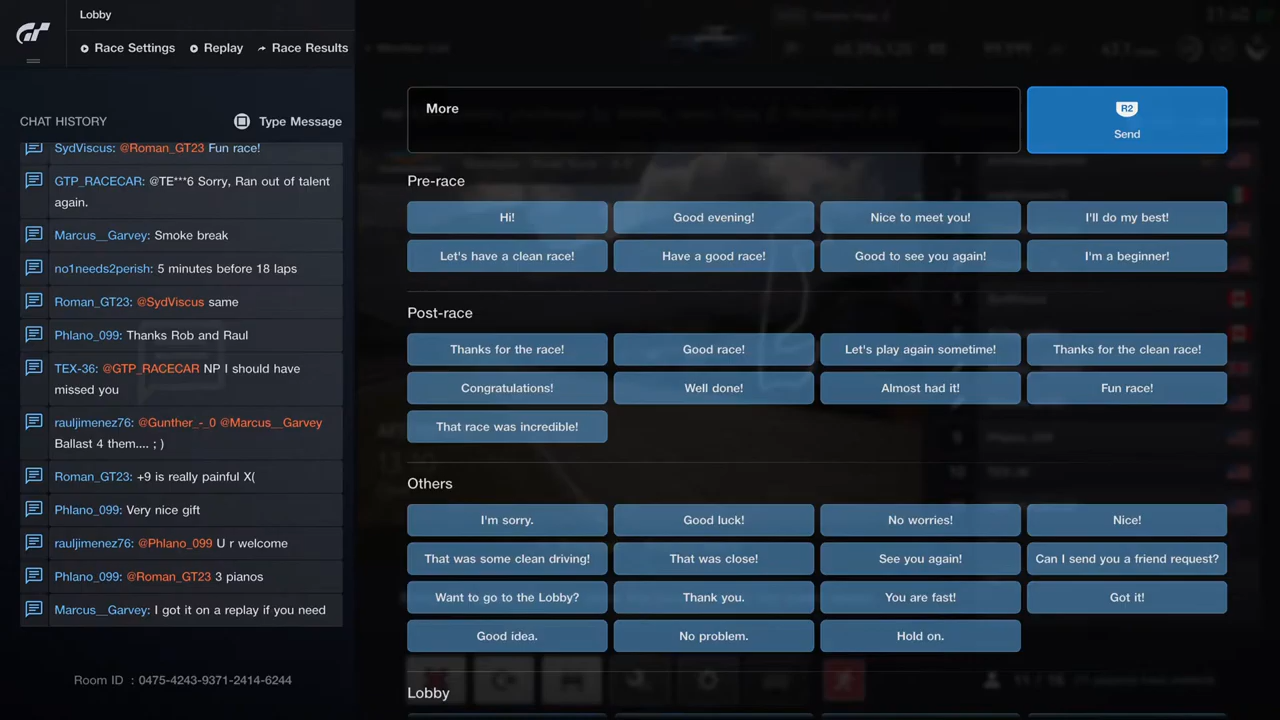 Lobby
Race Settings
Replay
Race Results
CHAT HISTORY
Type Message
SydViscus: @Roman_GT23 Fun race!
GTP_RACECAR: @TE***6 Sorry, Ran out of talent
again.
Marcus__Garvey: Smoke break
no1needs2perish: 5 minutes before 18 laps
Roman_GT23: @SydViscus same
Phlano_099: Thanks Rob and Raul
TEX-36: @GTP_RACECAR NP I should have
missed you
rauljimenez76: @Gunther_-_0 @Marcus__Garvey
Ballast 4 them.... ; )
Roman_GT23: +9 is really painful X(
Phlano_099: Very nice gift
rauljimenez76: @Phlano_099 U r welcome
Phlano_099: @Roman_GT23 3 pianos
Marcus__Garvey: I got it on a replay if you need
Room ID : 0475-4243-9371-2414-6244
More
R2
Send
Pre-race
Hi!
Good evening!
Nice to meet you!
I'll do my best!
Let's have a clean race!
Have a good race!
Good to see you again!
I'm a beginner!
Post-race
Thanks for the race!
Good race!
Let's play again sometime!
Thanks for the clean race!
Congratulations!
Well done!
Almost had it!
Fun race!
That race was incredible!
Others
I'm sorry.
Good luck!
No worries!
Nice!
That was some clean driving!
That was close!
See you again!
Can I send you a friend request?
Want to go to the Lobby?
Thank you.
You are fast!
Got it!
Good idea.
No problem.
Hold on.
Lobby